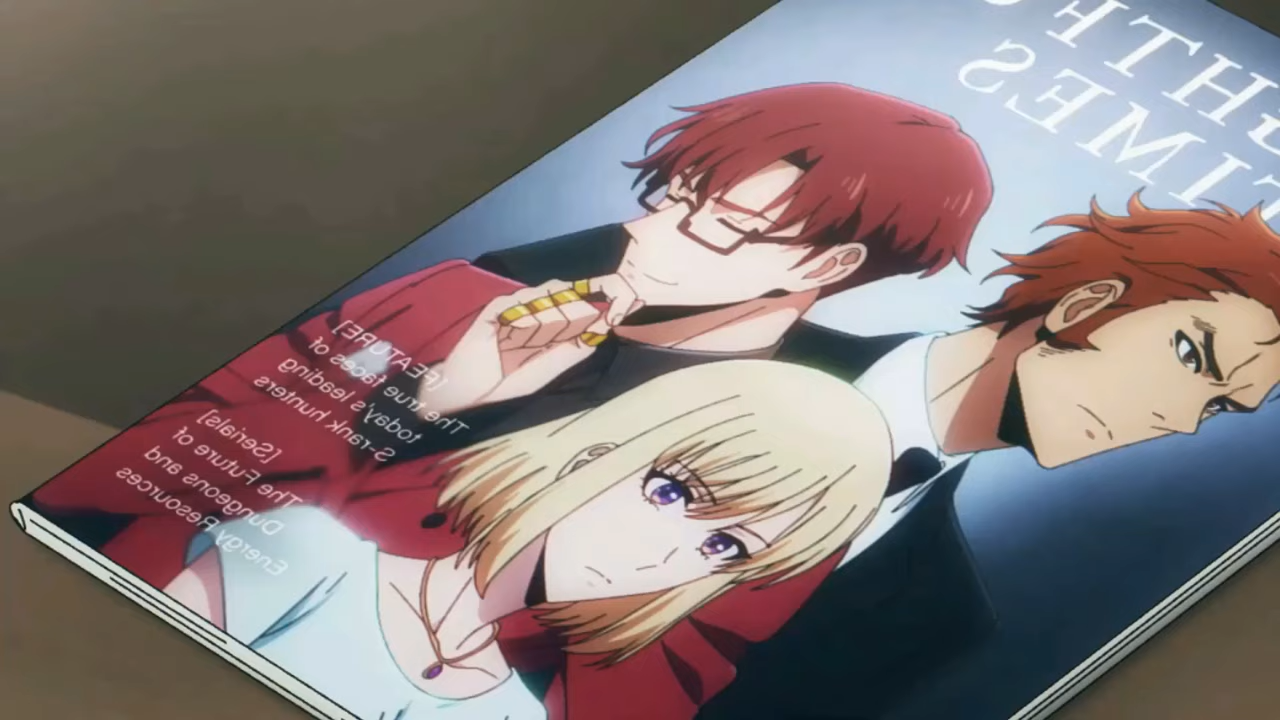 TIMES
[FEATURE]
The true faces of
today's leading
S-rank hunters
[Serials]
The Future of
Dungeons and
Energy Resources